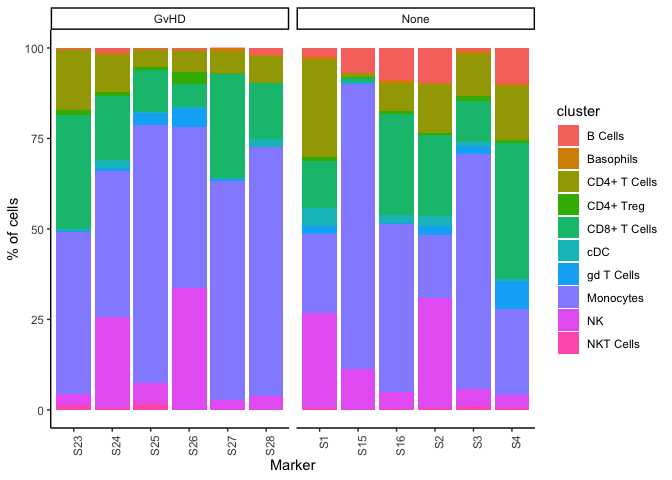 GvHD
None
100
75
50
25
0
% of cells
S23
S24
S25
S26
S27
S28
S1
S15
S16
S2
S3
S4
Marker
cluster
B Cells
Basophils
CD4+ T Cells
CD4+ Treg
CD8+ T Cells
cDC
gd T Cells
Monocytes
NK
NKT Cells